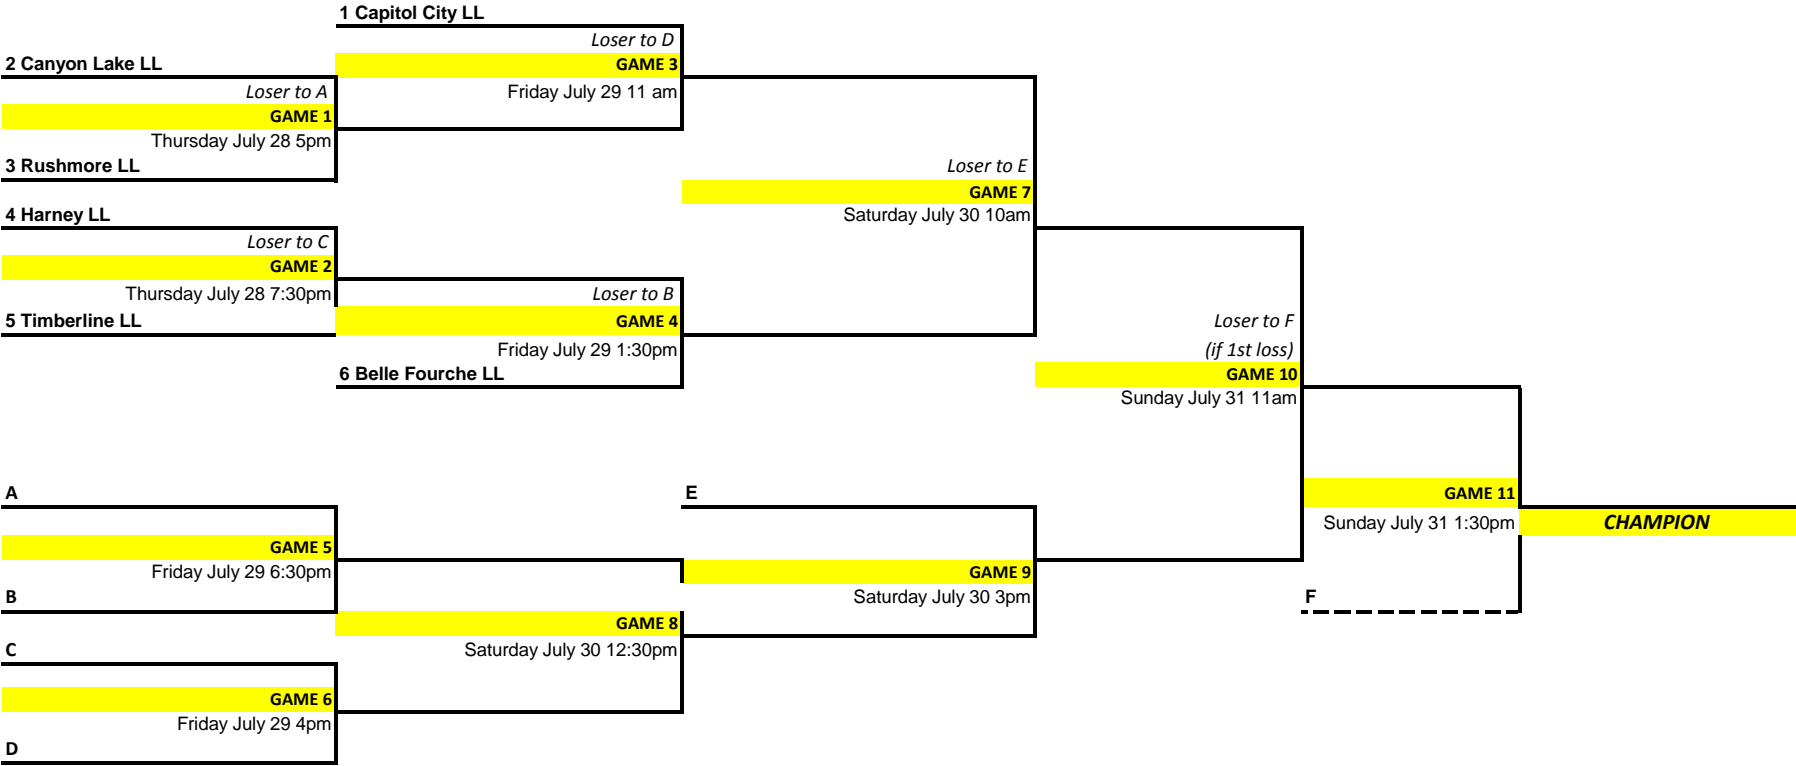 1 Capitol City LL
Loser to D
2 Canyon Lake LL
GAME 3
Loser to A
Friday July 29 11 am
GAME 1
Thursday July 28 5pm
3 Rushmore LL
Loser to E
GAME 7
4 Harney LL
Saturday July 30 10am
Loser to C
GAME 2
Thursday July 28 7:30pm
Loser to B
5 Timberline LL
GAME 4
Loser to F
Friday July 29 1:30pm
(if 1st loss)
6 Belle Fourche LL
GAME 10
Sunday July 31 11am
A
E
GAME 11
Sunday July 31 1:30pm
CHAMPION
GAME 5
Friday July 29 6:30pm
GAME 9
B
Saturday July 30 3pm
F
GAME 8
C
Saturday July 30 12:30pm
GAME 6
Friday July 29 4pm
D